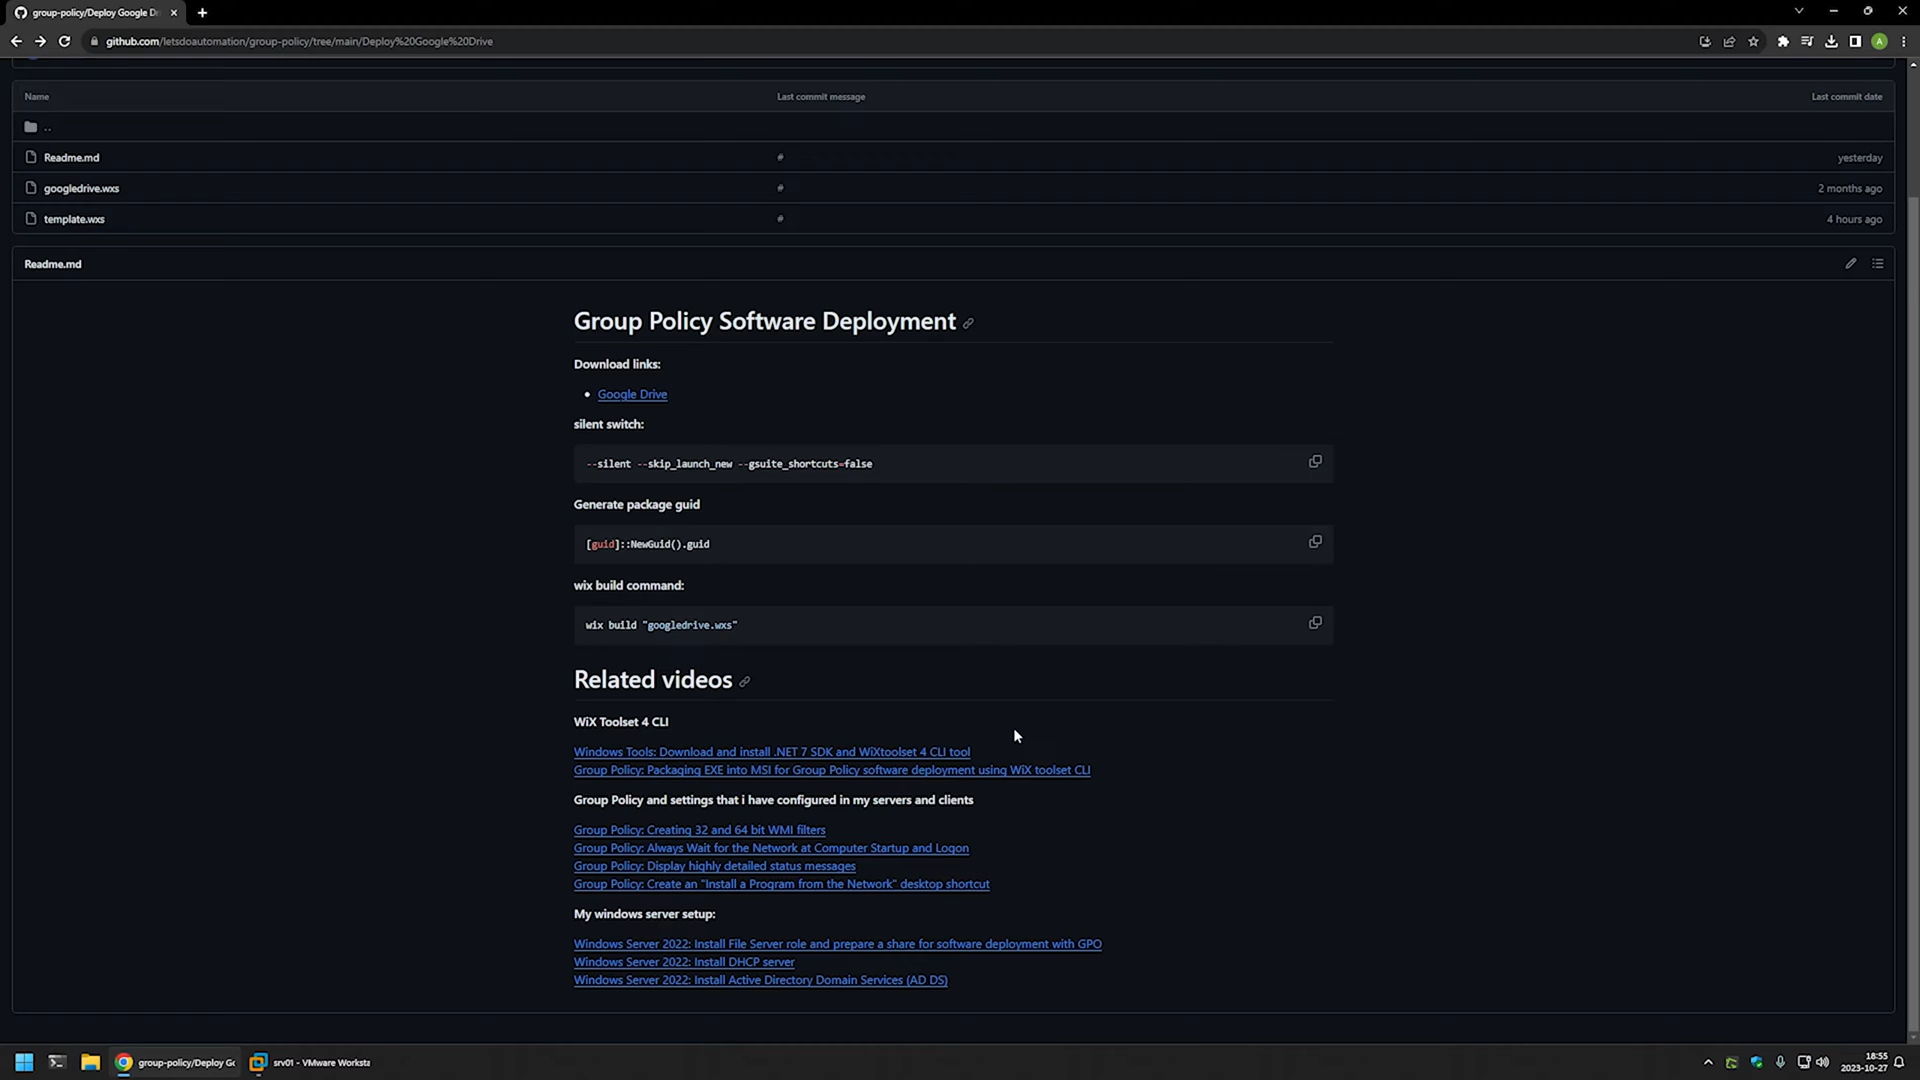 group-policy/Deploy Google Dr
github.com/letsdoautomation/group-policy/tree/main/Deploy%20Google%20Drive
A
Name Last commit message Last commit date
..
Readme.md # yesterday
googledrive.wxs # 2 months ago
template.wxs # 4 hours ago
Readme.md
Group Policy Software Deployment
Download links:
• Google Drive
silent switch:
--silent --skip_launch_new --gsuite_shortcuts=false
Generate package guid
[guid]::NewGuid().guid
wix build command:
wix build "googledrive.wxs"
Related videos
WiX Toolset 4 CLI
Windows Tools: Download and install .NET 7 SDK and WiXtoolset 4 CLI tool
Group Policy: Packaging EXE into MSI for Group Policy software deployment using WiX toolset CLI
Group Policy and settings that i have configured in my servers and clients
Group Policy: Creating 32 and 64 bit WMI filters
Group Policy: Always Wait for the Network at Computer Startup and Logon
Group Policy: Display highly detailed status messages
Group Policy: Create an "Install a Program from the Network" desktop shortcut
My windows server setup:
Windows Server 2022: Install File Server role and prepare a share for software deployment with GPO
Windows Server 2022: Install DHCP server
Windows Server 2022: Install Active Directory Domain Services (AD DS)
group-policy/Deploy Go
srv01 - VMware Worksta
18:55
2023-10-27